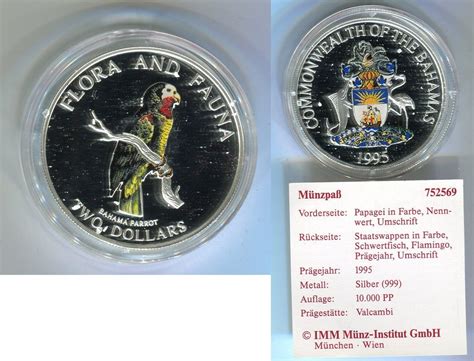 FLORA AND FAUNA
BAHAMA PARROT
TWO DOLLARS
COMMONWEALTH OF THE BAHAMAS
1995
Münzpaß 752569
Vorderseite: Papagei in Farbe, Nenn-
wert, Umschrift
Rückseite: Staatswappen in Farbe,
Schwertfisch, Flamingo,
Prägejahr, Umschrift
Prägejahr: 1995
Metall: Silber (999)
Auflage: 10.000 PP
Prägestätte: Valcambi
© IMM Münz-Institut GmbH
München · Wien